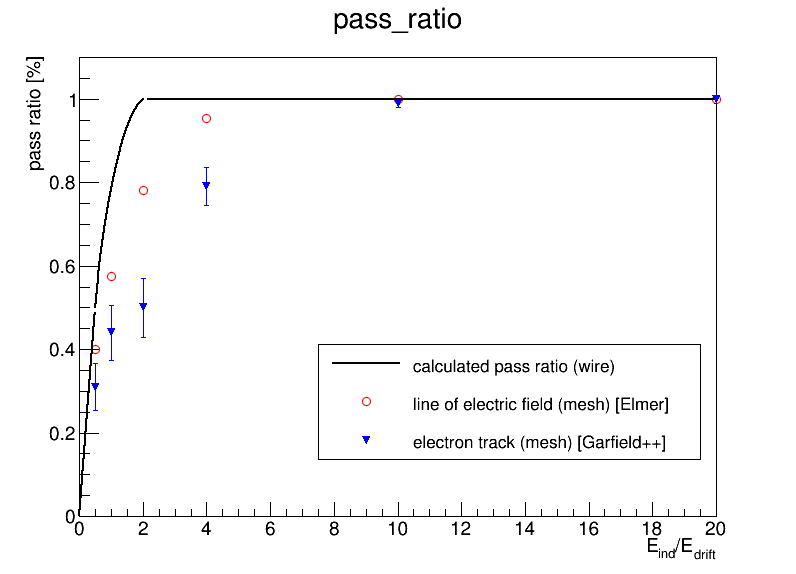 pass_ratio
pass ratio [%]
1
0.8
0.6
0.4
0.2
0
calculated pass ratio (wire)
line of electric field (mesh) [Elmer]
electron track (mesh) [Garfield++]
0 2 4 6 8 10 12 14 16 18 20
E_ind/E_drift